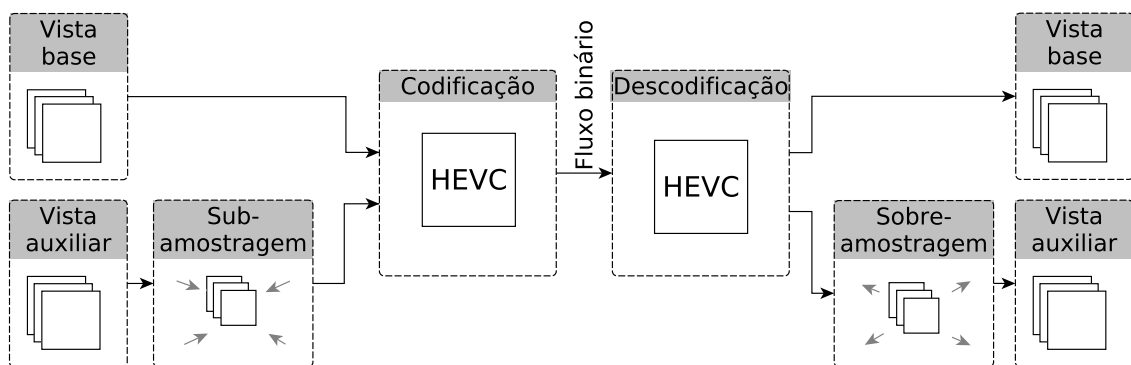 Vista
base
Codificação
HEVC
Fluxo binário
Descodificação
HEVC
Vista
base
Vista
auxiliar
Sub-
amostragem
Sobre-
amostragem
Vista
auxiliar